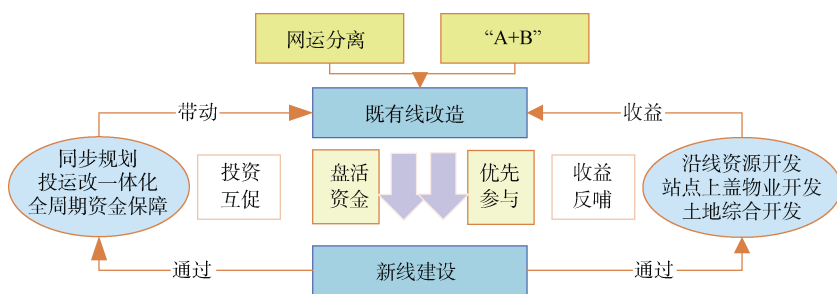 网运分离
“A+B”
带动
既有线改造
收益
同步规划
投运改一体化
全周期资金保障
投资
互促
盘活
资金
优先
参与
收益
反哺
沿线资源开发
站点上盖物业开发
土地综合开发
通过
新线建设
通过